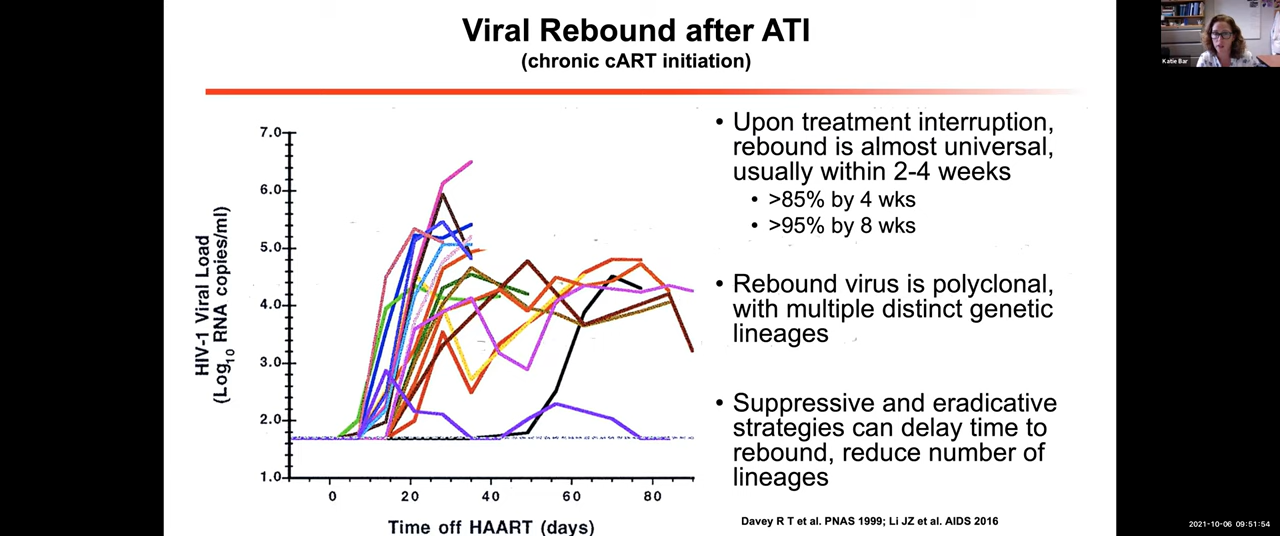 Viral Rebound after ATI
(chronic cART initiation)
Katie Bar
7.0
6.0
5.0
4.0
3.0
2.0
1.0
HIV-1 Viral Load
(Log10 RNA copies/ml)
0 20 40 60 80
Time off HAART (days)
• Upon treatment interruption,
rebound is almost universal,
usually within 2-4 weeks
• >85% by 4 wks
• >95% by 8 wks
• Rebound virus is polyclonal,
with multiple distinct genetic
lineages
• Suppressive and eradicative
strategies can delay time to
rebound, reduce number of
lineages
Davey R T et al. PNAS 1999; Li JZ et al. AIDS 2016
2021-10-06 09:51:54